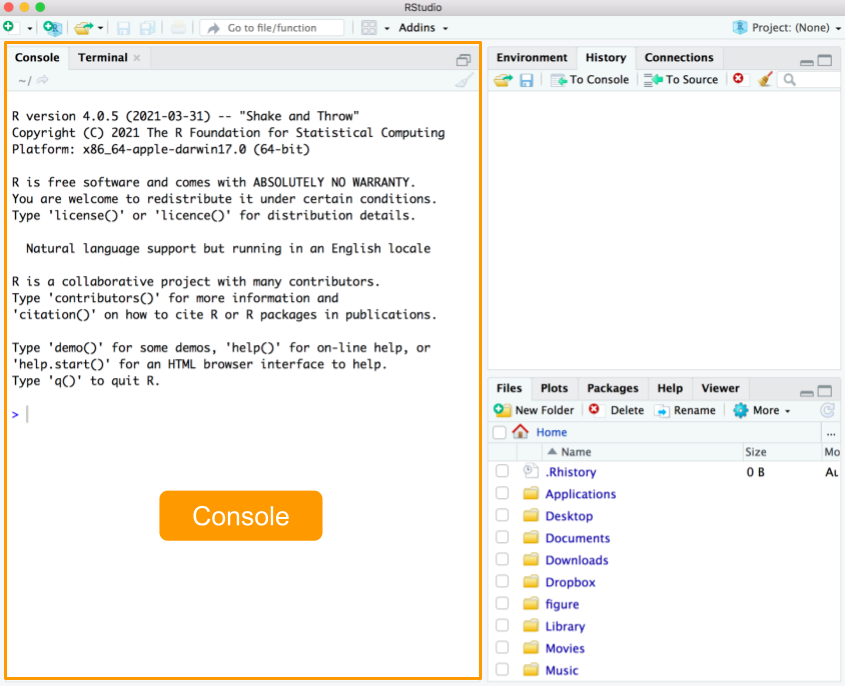 RStudio
Go to file/function
Addins
Project: (None)
Console Terminal
~/
R version 4.0.5 (2021-03-31) -- "Shake and Throw"
Copyright (C) 2021 The R Foundation for Statistical Computing
Platform: x86_64-apple-darwin17.0 (64-bit)
R is free software and comes with ABSOLUTELY NO WARRANTY.
You are welcome to redistribute it under certain conditions.
Type 'license()' or 'licence()' for distribution details.
Natural language support but running in an English locale
R is a collaborative project with many contributors.
Type 'contributors()' for more information and
'citation()' on how to cite R or R packages in publications.
Type 'demo()' for some demos, 'help()' for on-line help, or
'help.start()' for an HTML browser interface to help.
Type 'q()' to quit R.
>
Console
Environment History Connections
To Console To Source
Files Plots Packages Help Viewer
New Folder Delete Rename More
Home ...
Name Size Mo
.Rhistory 0 B Au
Applications
Desktop
Documents
Downloads
Dropbox
figure
Library
Movies
Music